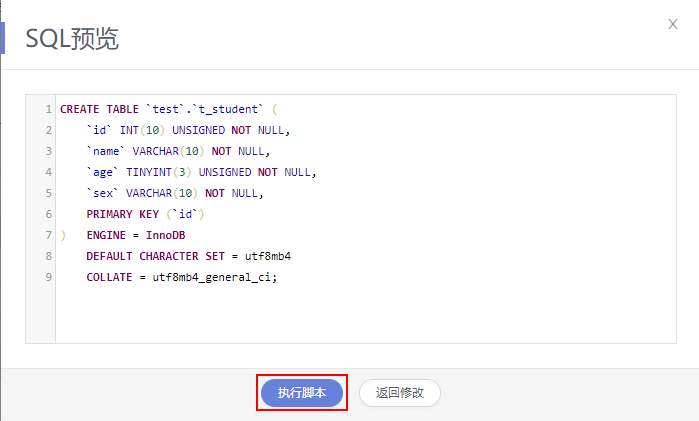 SQL预览
1 CREATE TABLE `test`.`t_student` (
2 `id` INT(10) UNSIGNED NOT NULL,
3 `name` VARCHAR(10) NOT NULL,
4 `age` TINYINT(3) UNSIGNED NOT NULL,
5 `sex` VARCHAR(10) NOT NULL,
6 PRIMARY KEY (`id`)
7 ) ENGINE = InnoDB
8 DEFAULT CHARACTER SET = utf8mb4
9 COLLATE = utf8mb4_general_ci;
执行脚本 返回修改